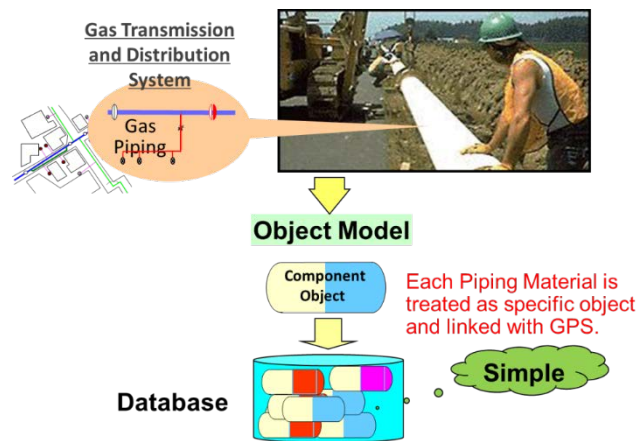 Gas Transmission
and Distribution
System
Gas
Piping
Object Model
Component
Object
Each Piping Material is
treated as specific object
and linked with GPS.
Simple
Database